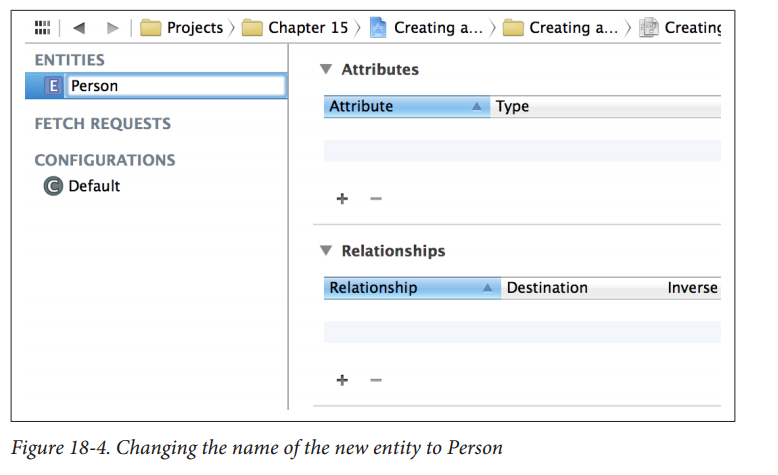 Projects Chapter 15 Creating a... Creating a... Creating
ENTITIES
E Person
FETCH REQUESTS
CONFIGURATIONS
C Default
Attributes
Attribute Type
Relationships
Relationship Destination Inverse
Figure 18-4. Changing the name of the new entity to Person